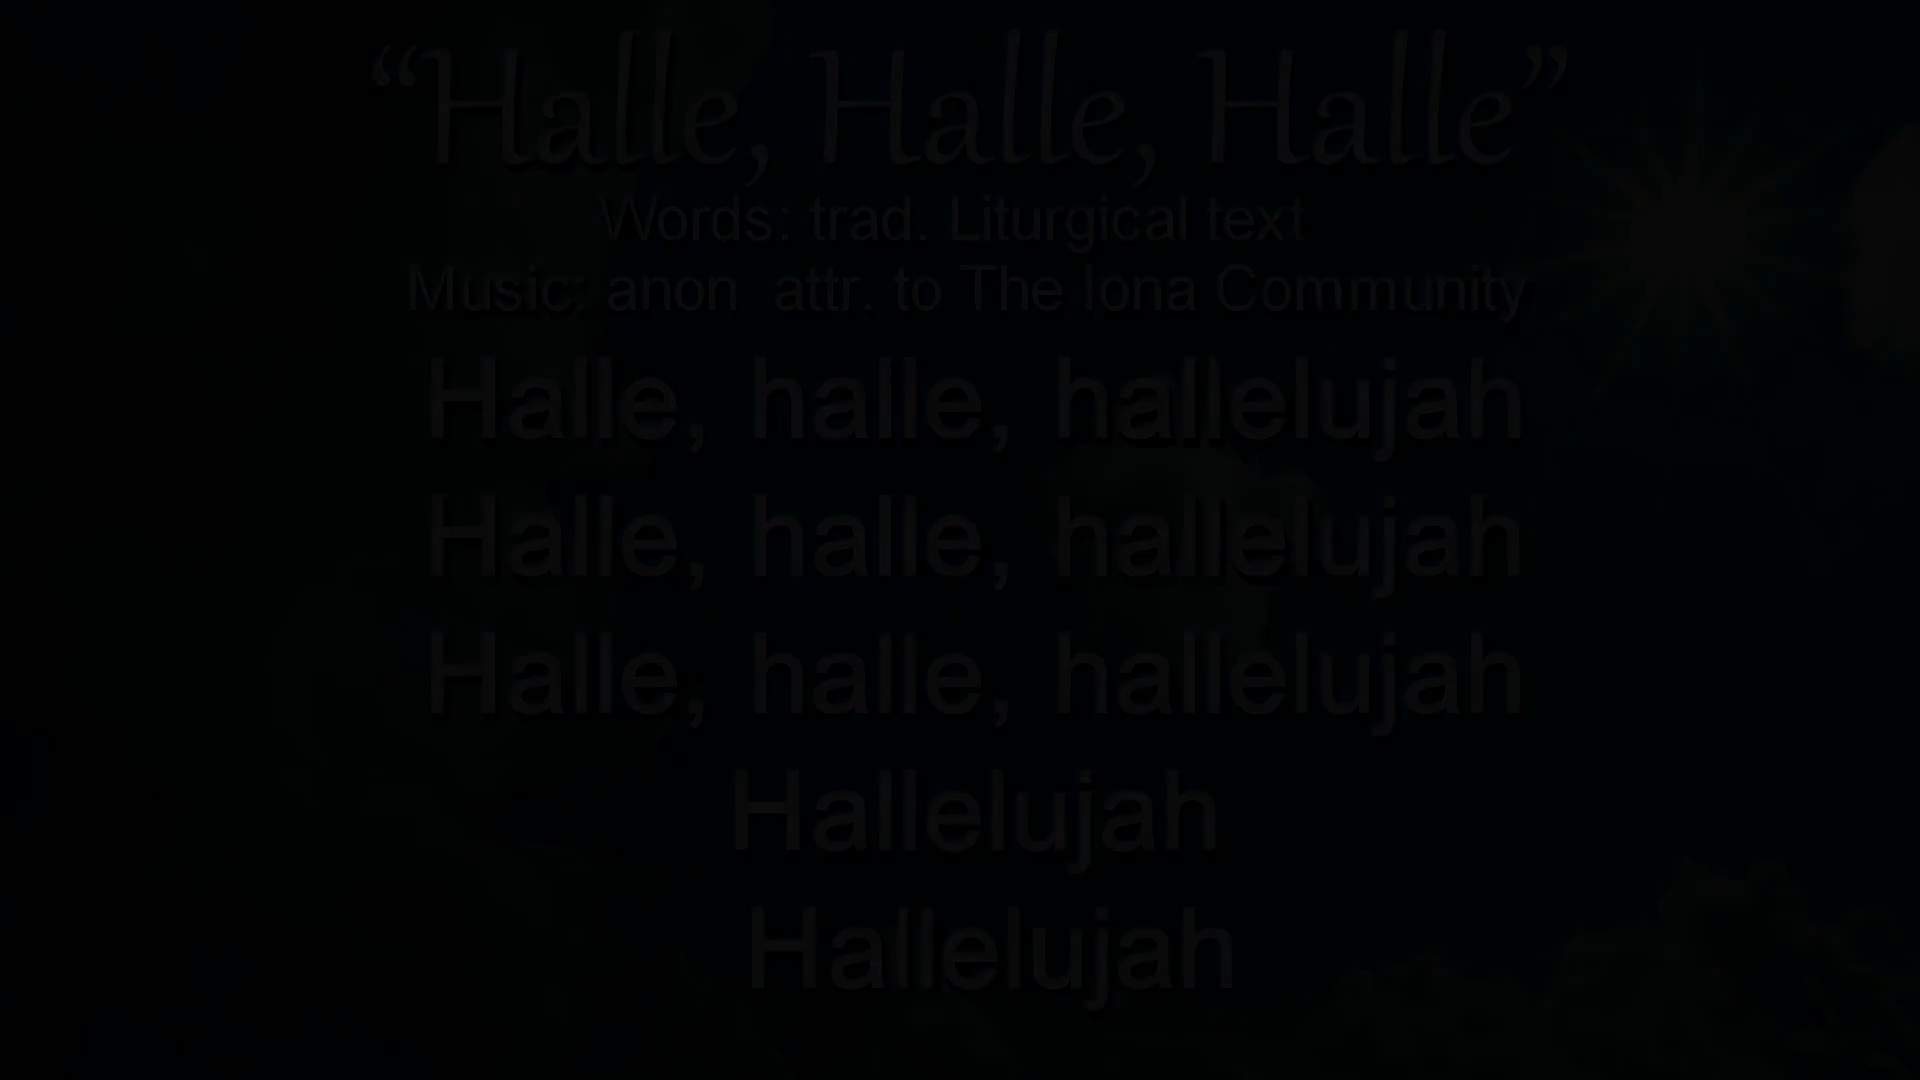 “Halle, Halle, Halle”
Words: trad. Liturgical text
Music: anon attr. to The Iona Community
Halle, halle, hallelujah
Halle, halle, hallelujah
Halle, halle, hallelujah
Hallelujah
Hallelujah